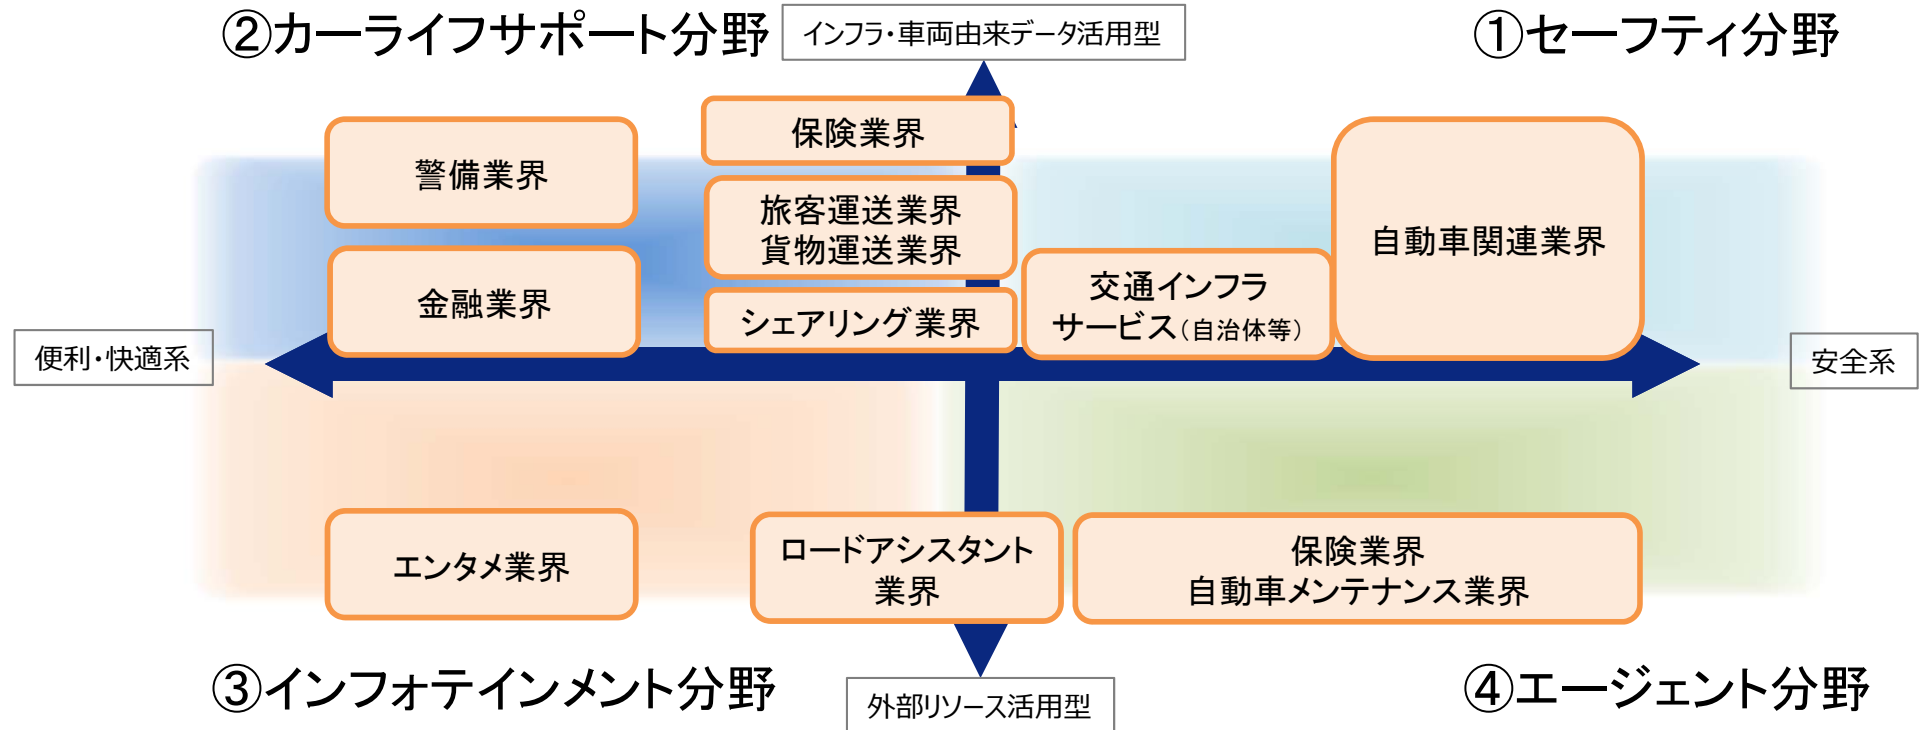 ②カーライフサポート分野
インフラ・車両由来データ活用型
①セーフティ分野
警備業界
保険業界
旅客運送業界
貨物運送業界
自動車関連業界
金融業界
シェアリング業界
交通インフラ
サービス(自治体等)
便利・快適系
安全系
エンタメ業界
ロードアシスタント
業界
保険業界
自動車メンテナンス業界
③インフォテインメント分野
外部リソース活用型
④エージェント分野